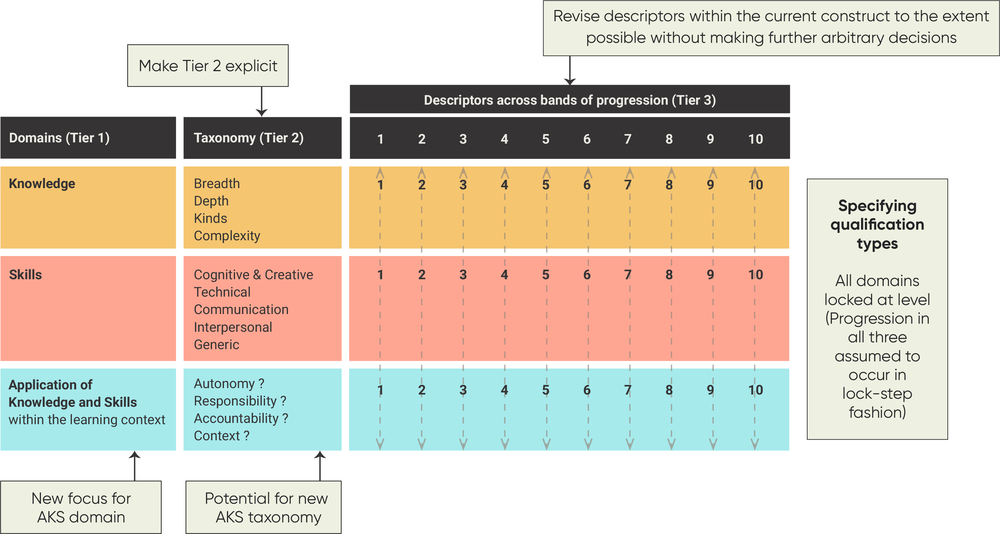 Revise descriptors within the current construct to the extent
possible without making further arbitrary decisions
Make Tier 2 explicit
Descriptors across bands of progression (Tier 3)
Domains (Tier 1)
Taxonomy (Tier 2)
1 2 3 4 5 6 7 8 9 10
Knowledge
Breadth
Depth
Kinds
Complexity
1 2 3 4 5 6 7 8 9 10
Skills
Cognitive & Creative
Technical
Communication
Interpersonal
Generic
1 2 3 4 5 6 7 8 9 10
Application of
Knowledge and Skills
within the learning context
Autonomy ?
Responsibility ?
Accountability ?
Context ?
1 2 3 4 5 6 7 8 9 10
Specifying
qualification
types
All domains
locked at level
(Progression in
all three
assumed to
occur in
lock-step
fashion)
New focus for
AKS domain
Potential for new
AKS taxonomy